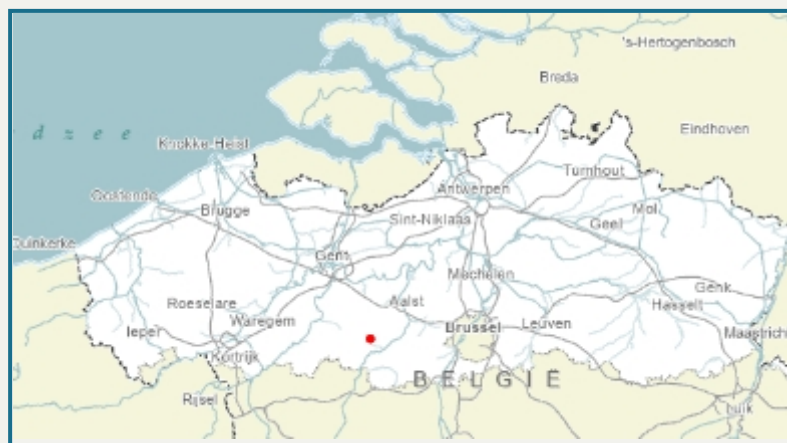 's-Hertogenbosch
Breda
d z e e
Eindhoven
Knokke-Heist
Turnhout
Oostende
Antwerpen
Mol
Brugge
Sint-Niklaas
Geel
Duinkerke
Gent
Mechelen
Genk
Roeselare
Aalst
Hasselt
Ieper
Waregem
Brussel
Leuven
Maastrich
Kortrijk
BELGIË
Rijsel
Luik